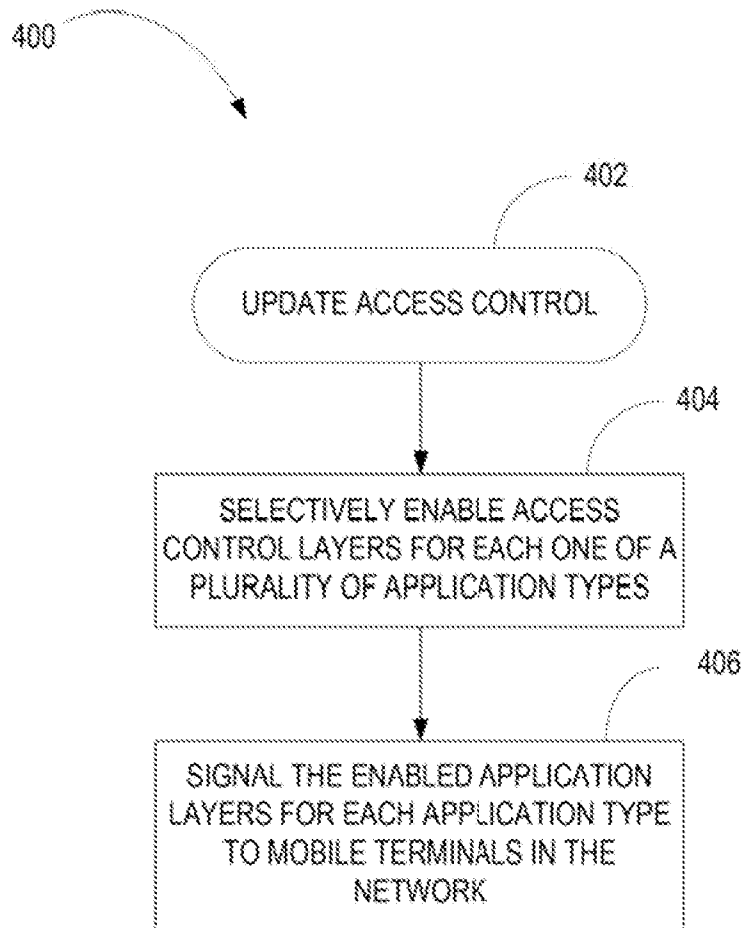 400
402
UPDATE ACCESS CONTROL
404
SELECTIVELY ENABLE ACCESS
CONTROL LAYERS FOR EACH ONE OF A
PLURALITY OF APPLICATION TYPES
406
SIGNAL THE ENABLED APPLICATION
LAYERS FOR EACH APPLICATION TYPE
TO MOBILE TERMINALS IN THE
NETWORK